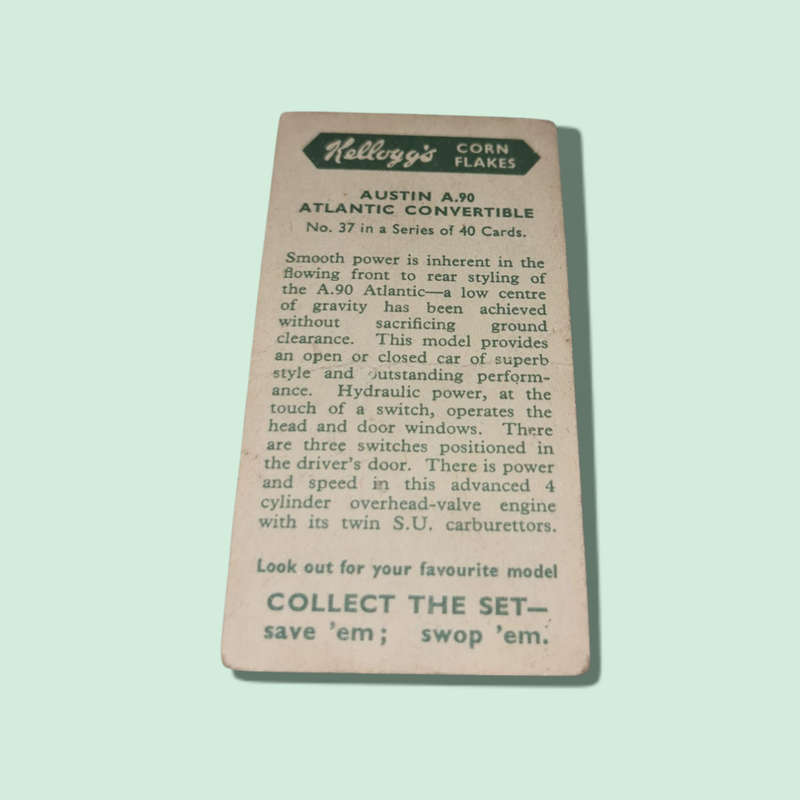 Kellogg's CORN FLAKES
AUSTIN A.90
ATLANTIC CONVERTIBLE
No. 37 in a Series of 40 Cards.
Smooth power is inherent in the
flowing front to rear styling of
the A.90 Atlantic—a low centre
of gravity has been achieved
without sacrificing ground
clearance. This model provides
an open or closed car of superb
style and outstanding perform-
ance. Hydraulic power, at the
touch of a switch, operates the
head and door windows. There
are three switches positioned in
the driver's door. There is power
and speed in this advanced 4
cylinder overhead-valve engine
with its twin S.U. carburettors.
Look out for your favourite model
COLLECT THE SET—
save 'em; swop 'em.